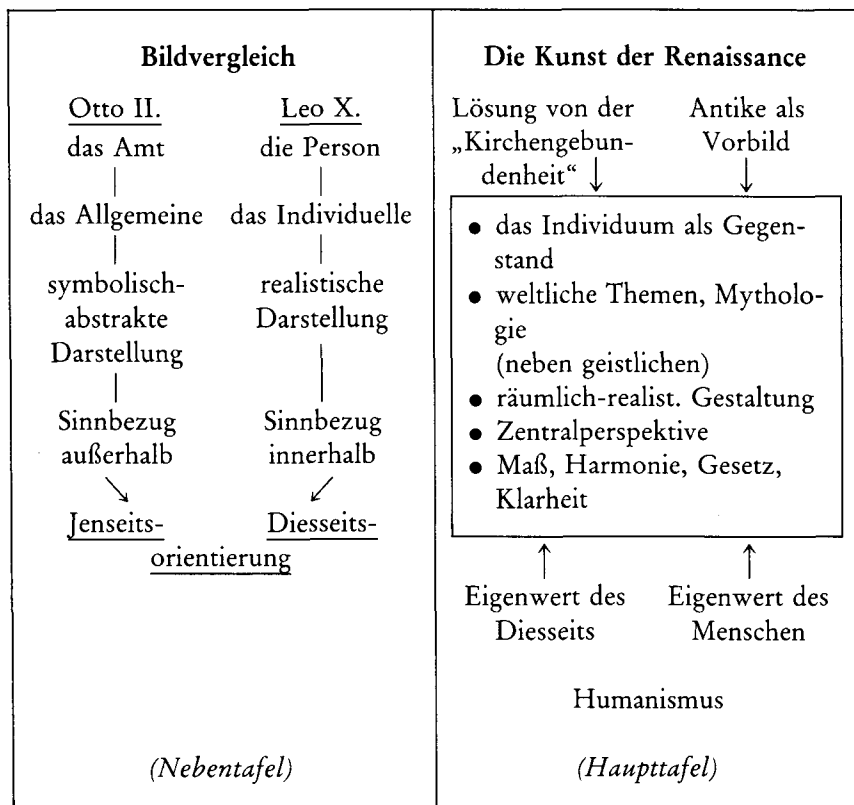 Bildvergleich
Otto II.
das Amt
das Allgemeine
symbolisch-
abstrakte
Darstellung
Sinnbezug
außerhalb
Jenseits-
Leo X.
die Person
das Individuelle
realistische
Darstellung
Sinnbezug
innerhalb
Diesseits-
orientierung
(Nebentafel)
Die Kunst der Renaissance
Lösung von der
„Kirchengebun-
denheit“
Antike als
Vorbild
● das Individuum als Gegen-
stand
● weltliche Themen, Mytholo-
gie
(neben geistlichen)
● räumlich-realist. Gestaltung
● Zentralperspektive
● Maß, Harmonie, Gesetz,
Klarheit
Eigenwert des
Diesseits
Eigenwert des
Menschen
Humanismus
(Haupttafel)